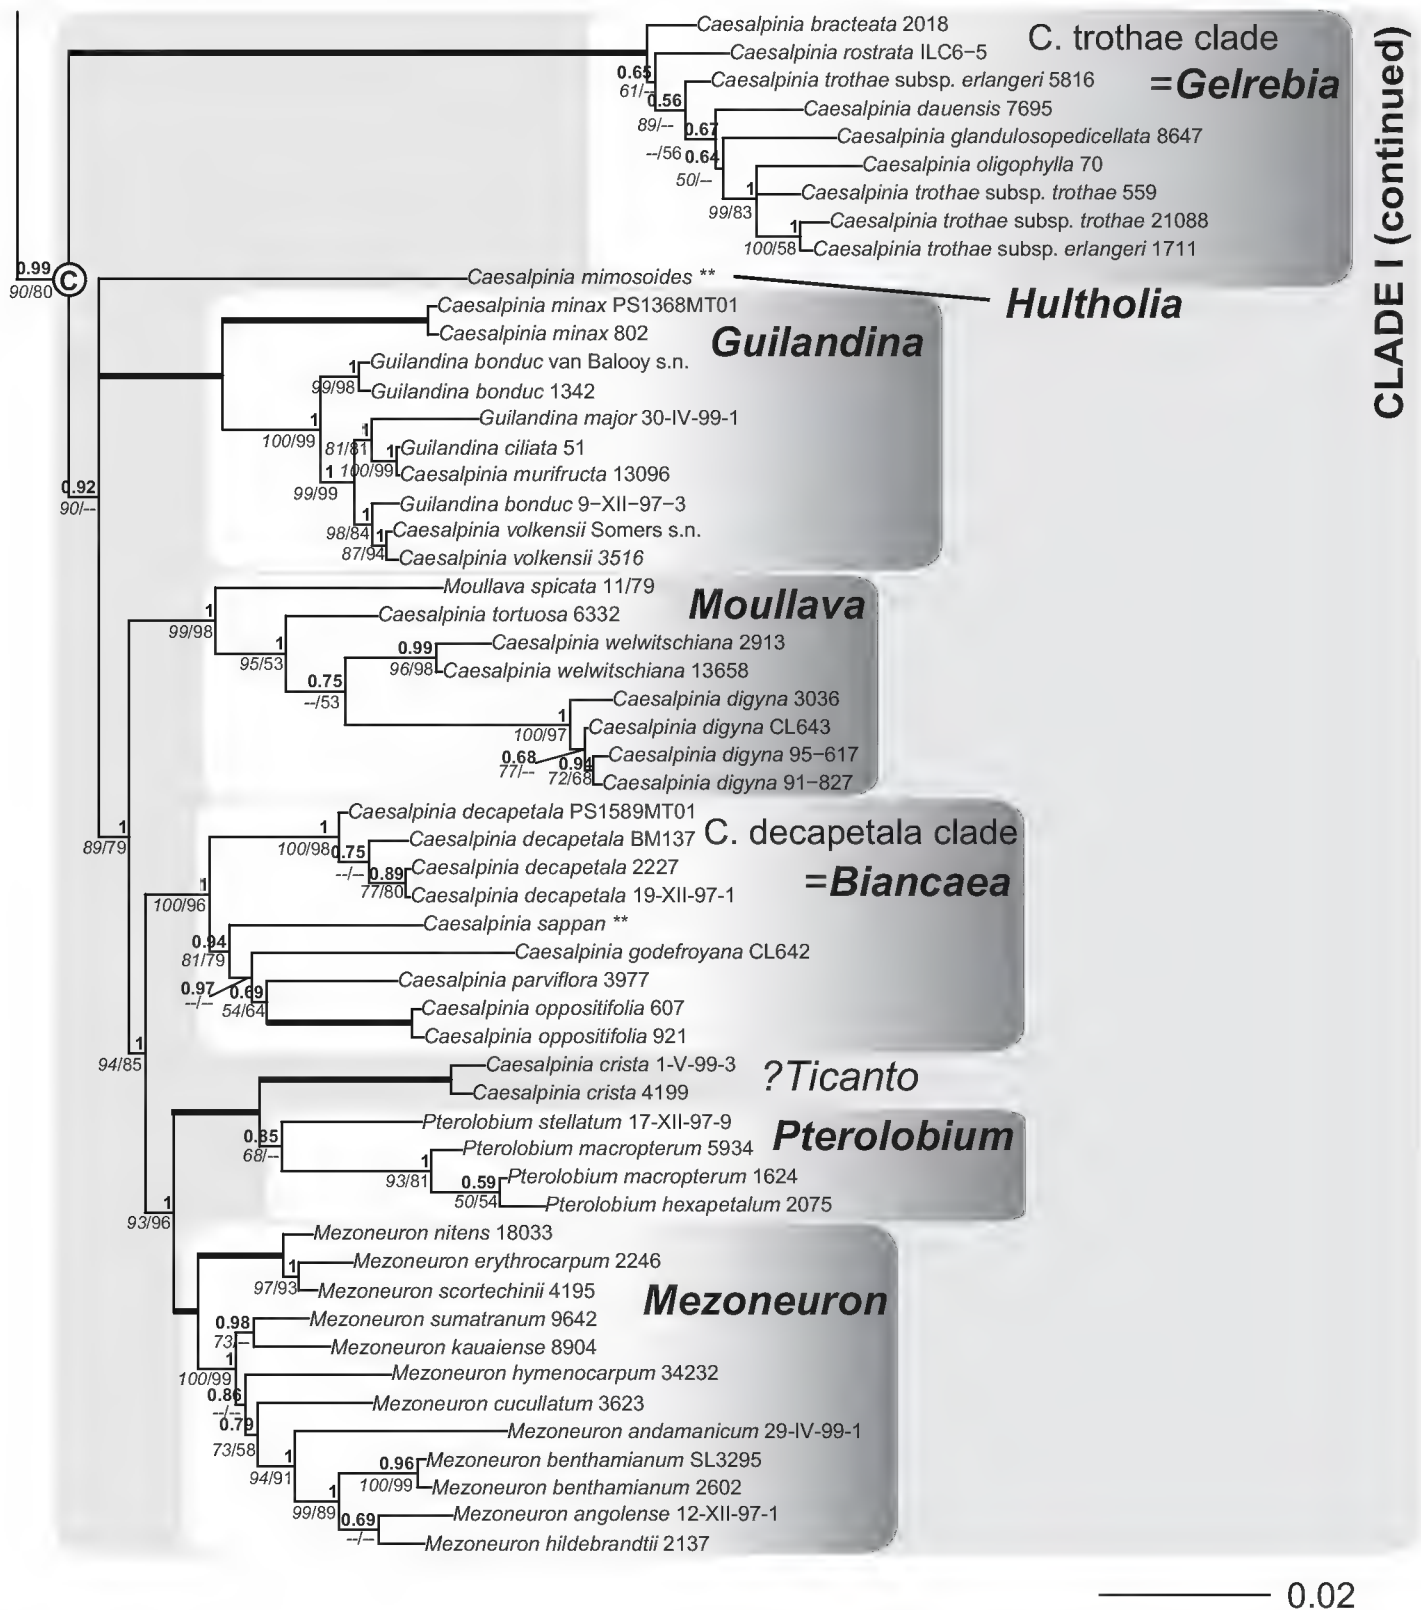 Caesalpinia bracteata 2018
Caesalpinia rostrata ILC6−5
C. trothae clade
=Gelrebia
CLADE I (continued)
0.65
61/--
Caesalpinia trothae subsp. erlangeri 5816
0.56
89/--
Caesalpinia dauensis 7695
0.67
--/56
Caesalpinia glandulosopedicellata 8647
0.64
50/--
Caesalpinia oligophylla 70
1
99/83
Caesalpinia trothae subsp. trothae 559
Caesalpinia trothae subsp. trothae 21088
1
100/58
Caesalpinia trothae subsp. erlangeri 1711
0.99
90/80
C
Caesalpinia mimosoides **
Hultholia
Caesalpinia minax PS1368MT01
Caesalpinia minax 802
Guilandina
Guilandina bonduc van Balooy s.n.
1
99/98
Guilandina bonduc 1342
1
100/99
Guilandina major 30-IV-99-1
1
81/81
Guilandina ciliata 51
1
100/99
Caesalpinia murifructa 13096
1
99/99
0.92
90/--
Guilandina bonduc 9−XII−97−3
1
98/84
Caesalpinia volkensii Somers s.n.
1
87/94
Caesalpinia volkensii 3516
Moullava spicata 11/79
Moullava
1
99/98
Caesalpinia tortuosa 6332
1
95/53
Caesalpinia welwitschiana 2913
0.99
96/98
Caesalpinia welwitschiana 13658
0.75
--/53
Caesalpinia digyna 3036
1
100/97
Caesalpinia digyna CL643
0.68
77/--
Caesalpinia digyna 95−617
0.94
72/68
Caesalpinia digyna 91−827
Caesalpinia decapetala PS1589MT01
1
100/98
C. decapetala clade
=Biancaea
1
89/79
Caesalpinia decapetala BM137
0.75
--/--
Caesalpinia decapetala 2227
0.89
77/80
Caesalpinia decapetala 19-XII-97-1
1
100/96
Caesalpinia sappan **
0.94
81/79
Caesalpinia godefroyana CL642
0.97
--/--
Caesalpinia parviflora 3977
0.69
54/64
Caesalpinia oppositifolia 607
Caesalpinia oppositifolia 921
1
94/85
Caesalpinia crista 1-V-99-3
Caesalpinia crista 4199
?Ticanto
Pterolobium stellatum 17-XII-97-9
Pterolobium
0.85
68/--
Pterolobium macropterum 5934
1
93/81
Pterolobium macropterum 1624
0.59
50/54
Pterolobium hexapetalum 2075
1
93/96
Mezoneuron nitens 18033
Mezoneuron erythrocarpum 2246
1
97/93
Mezoneuron scortechinii 4195
Mezoneuron
Mezoneuron sumatranum 9642
0.98
73/--
Mezoneuron kauaiense 8904
1
100/99
Mezoneuron hymenocarpum 34232
0.86
--/--
Mezoneuron cucullatum 3623
0.79
73/58
Mezoneuron andamanicum 29-IV-99-1
1
94/91
Mezoneuron benthamianum SL3295
0.96
100/99
Mezoneuron benthamianum 2602
1
99/89
Mezoneuron angolense 12-XII-97-1
0.69
--/--
Mezoneuron hildebrandtii 2137
0.02